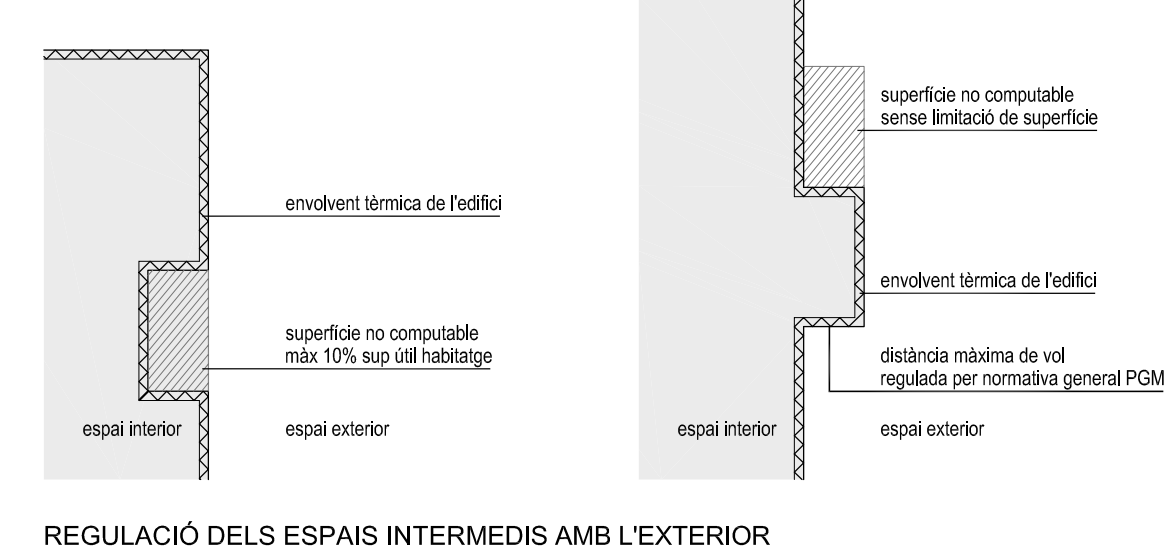 envolvent tèrmica de l'edifici
superfície no computable
màx 10% sup útil habitatge
espai interior
espai exterior
superfície no computable
sense limitació de superfície
envolvent tèrmica de l'edifici
distància màxima de vol
regulada per normativa general PGM
espai interior
espai exterior
REGULACIÓ DELS ESPAIS INTERMEDIS AMB L'EXTERIOR